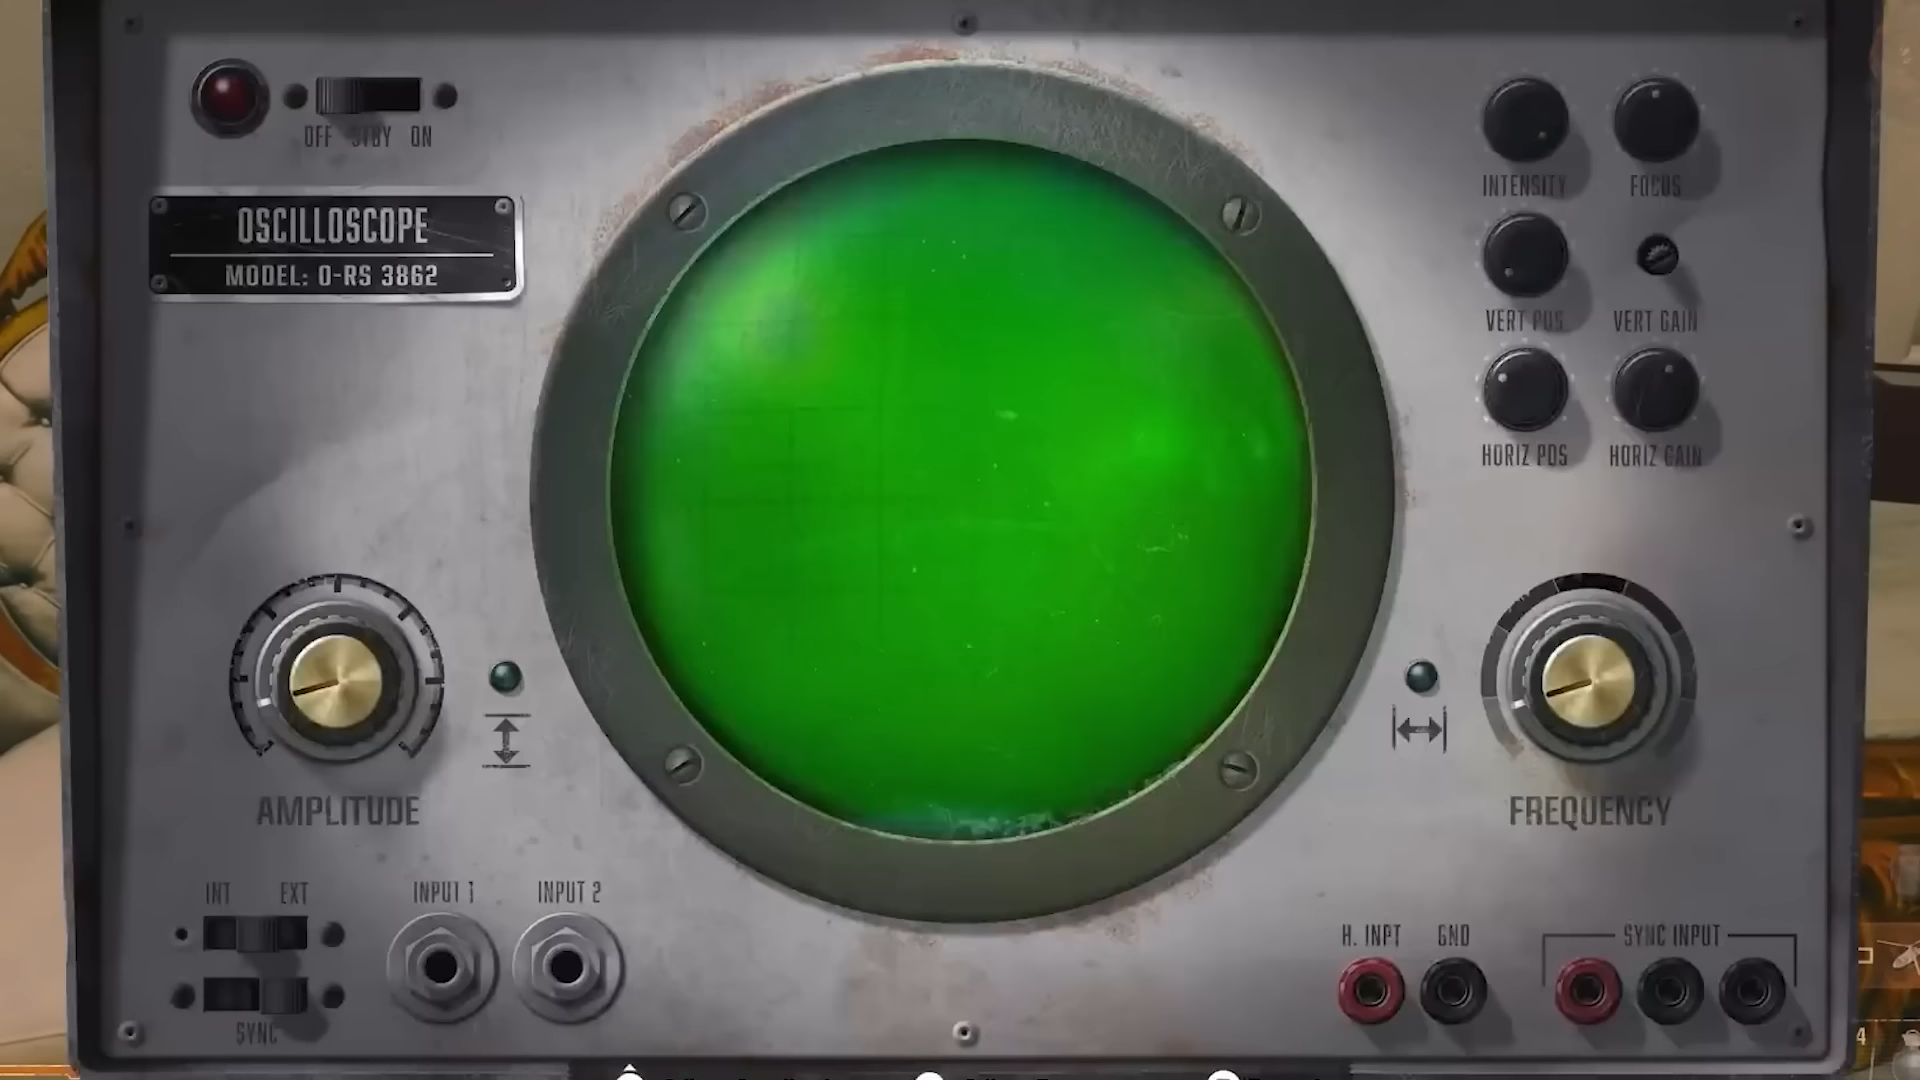 OFF STBY ON
OSCILLOSCOPE
MODEL: O-RS 3862
INTENSITY FOCUS
VERT POS VERT GAIN
HORIZ POS HORIZ GAIN
AMPLITUDE
FREQUENCY
INT EXT
INPUT 1 INPUT 2
SYNC
H. INPT GND
SYNC INPUT
4